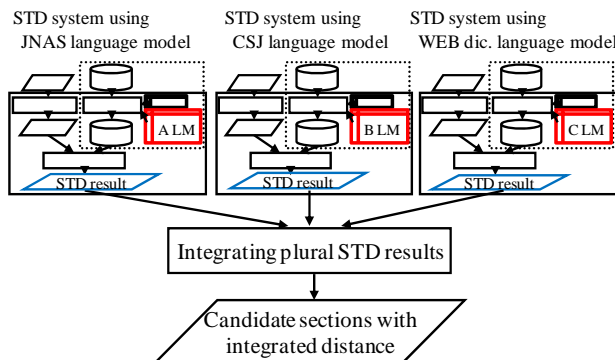 STD system using
JNAS language model
STD system using
CSJ language model
STD system using
WEB dic. language model
A LM
B LM
C LM
STD result
STD result
STD result
Integrating plural STD results
Candidate sections with
integrated distance